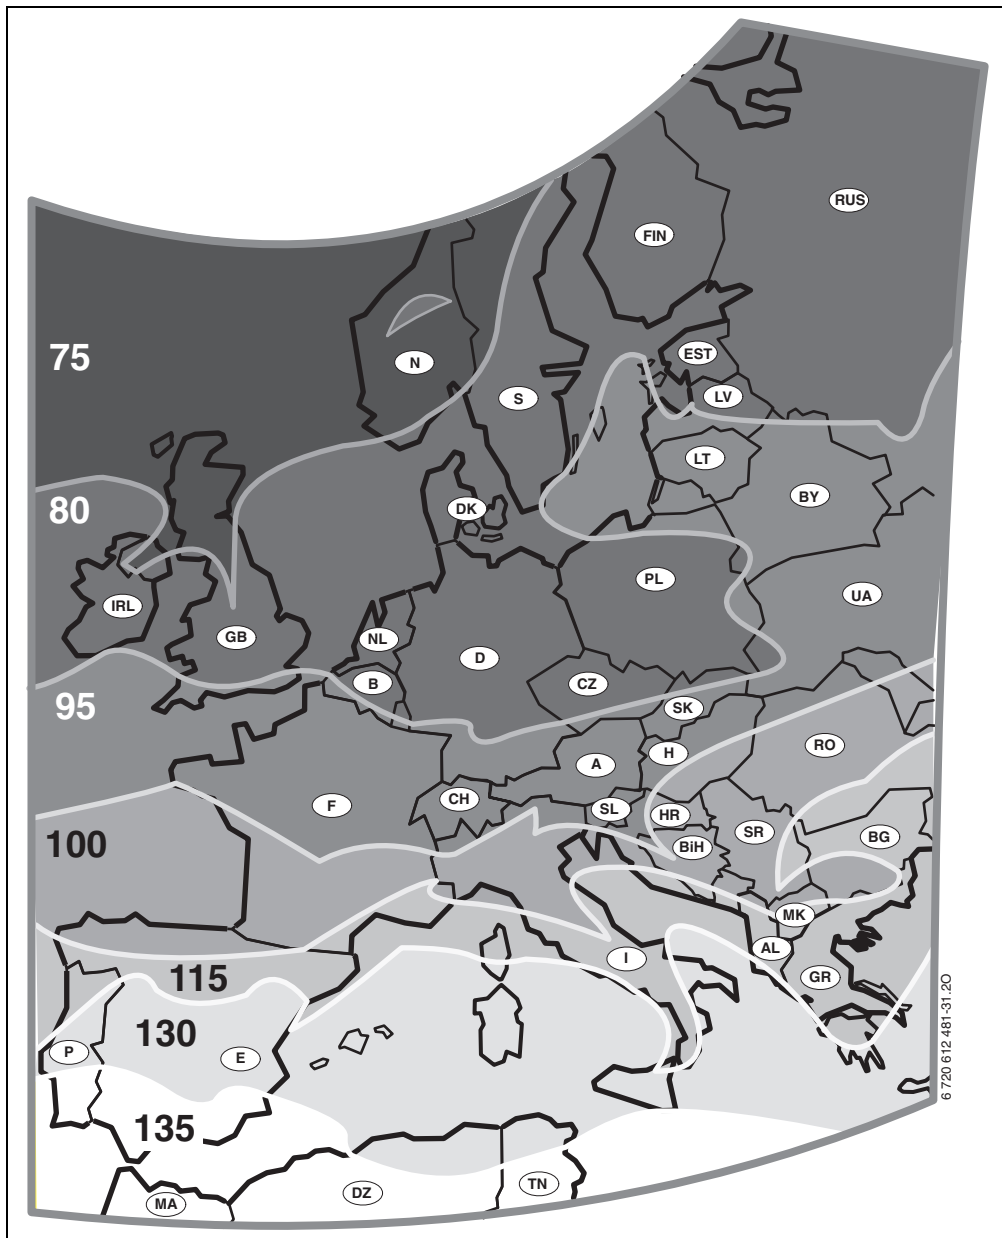 RUS
FIN
75
N
EST
S
LV
LT
80
DK
BY
PL
IRL
UA
GB
NL
D
B
CZ
95
SK
RO
H
A
F
CH
SL
HR
SR
100
BiH
BG
MK
AL
I
115
GR
130
P
E
135
DZ
TN
MA
6 720 612 481-31.2O